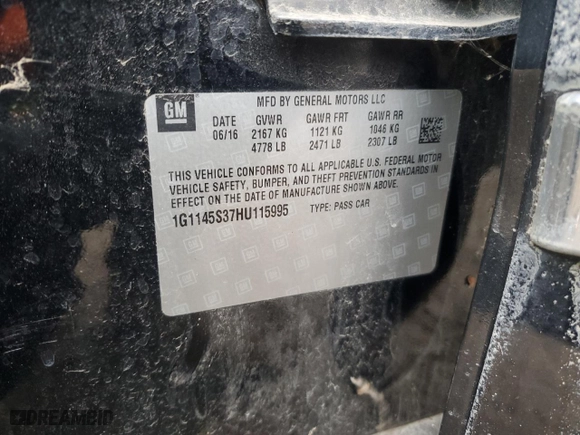 GM
MFD BY GENERAL MOTORS LLC
DATE GVWR GAWR FRT GAWR RR
06/16 2167 KG 1121 KG 1046 KG
4778 LB 2471 LB 2307 LB
THIS VEHICLE CONFORMS TO ALL APPLICABLE U.S. FEDERAL MOTOR
VEHICLE SAFETY, BUMPER, AND THEFT PREVENTION STANDARDS IN
EFFECT ON THE DATE OF MANUFACTURE SHOWN ABOVE.
1G1145S37HU115995 TYPE: PASS CAR
DREAMBID